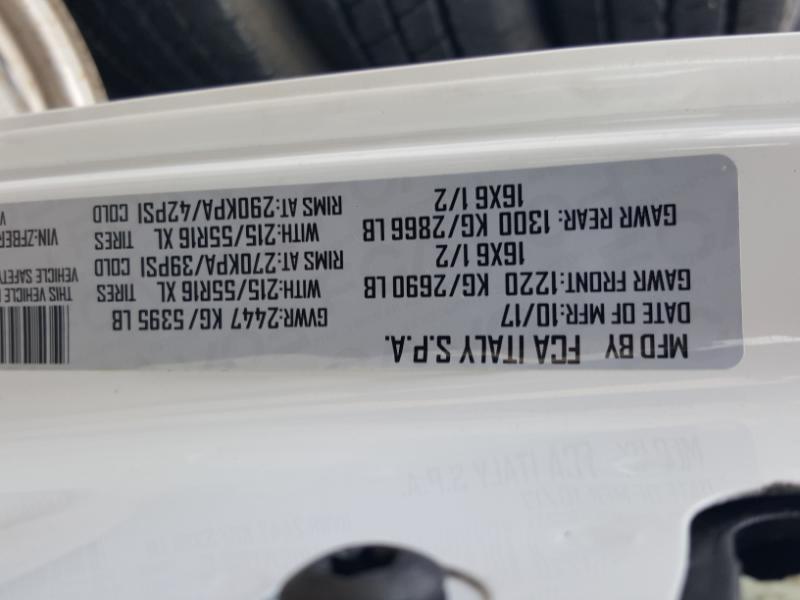 MFD BY FCA ITALY S.P.A.
DATE OF MFR:10/17 GVWR:2447 KG/5395 LB
GAWR FRONT:1220 KG/2690 LB WITH:215/55R16 XL TIRES
16X6 1/2 RIMS AT:270KPA/39PSI COLD
GAWR REAR: 1300 KG/2866 LB WITH:215/55R16 XL TIRES
16X6 1/2 RIMS AT:290KPA/42PSI COLD
THIS VEHICLE
VEHICLE SAFETY
VIN:ZFBER